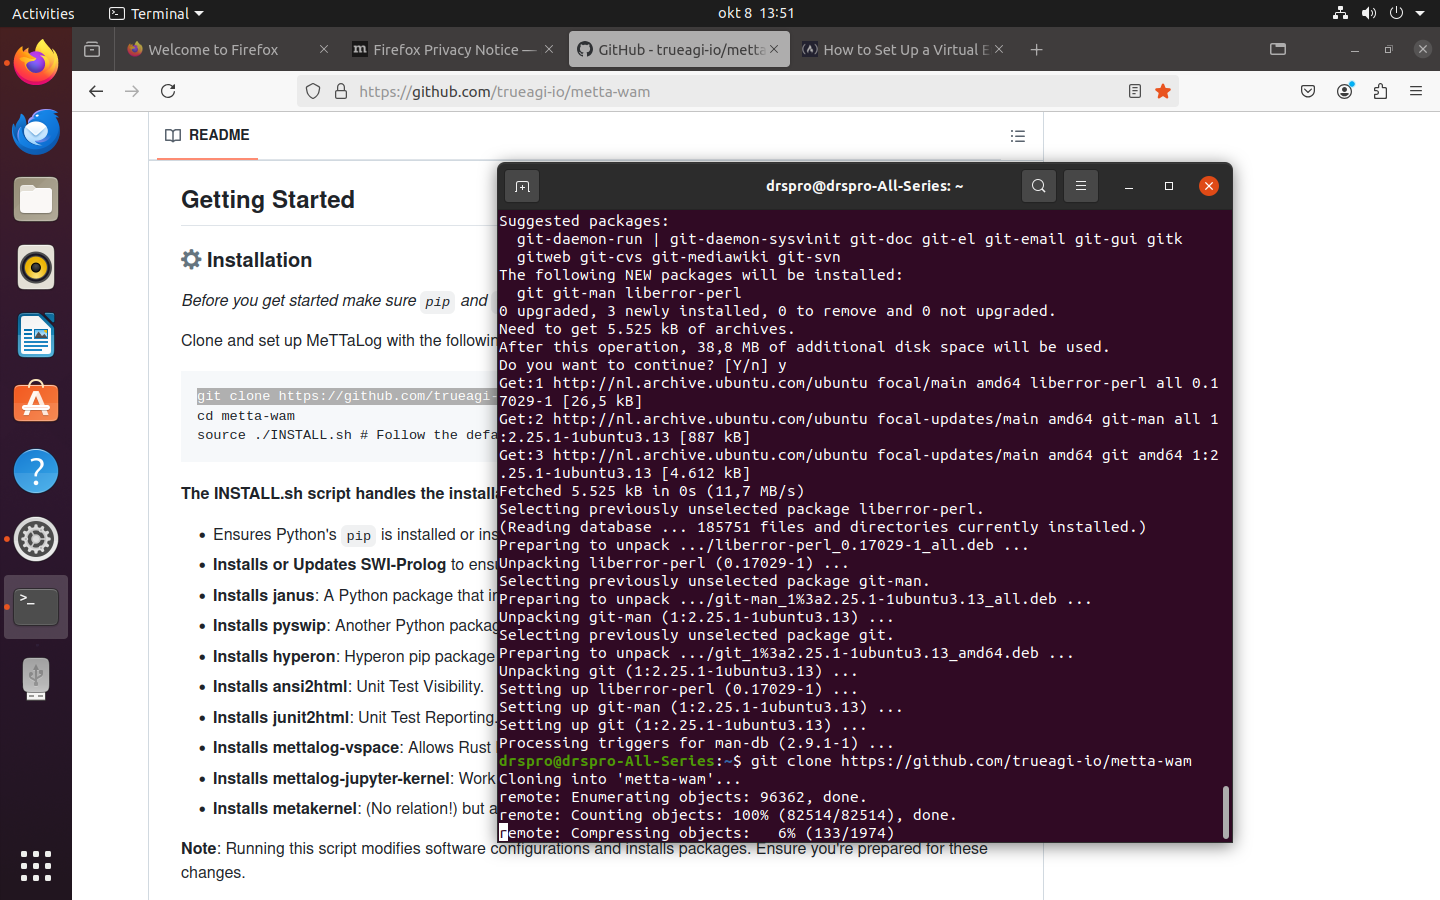 Activities
Terminal
okt 8 13:51
Welcome to Firefox
Firefox Privacy Notice —
GitHub - trueagi-io/metta
How to Set Up a Virtual E
https://github.com/trueagi-io/metta-wam
README
Getting Started
Installation
Before you get started make sure pip and
Clone and set up MeTTaLog with the followin
git clone https://github.com/trueagi-
cd metta-wam
source ./INSTALL.sh # Follow the defa
The INSTALL.sh script handles the installa
Ensures Python's pip is installed or ins
Installs or Updates SWI-Prolog to ensu
Installs janus: A Python package that in
Installs pyswip: Another Python packag
Installs hyperon: Hyperon pip package
Installs ansi2html: Unit Test Visibility.
Installs junit2html: Unit Test Reporting.
Installs mettalog-vspace: Allows Rust
Installs mettalog-jupyter-kernel: Work
Installs metakernel: (No relation!) but a
Note: Running this script modifies software configurations and installs packages. Ensure you're prepared for these
changes.
drspro@drspro-All-Series: ~
Suggested packages:
git-daemon-run | git-daemon-sysvinit git-doc git-el git-email git-gui gitk
gitweb git-cvs git-mediawiki git-svn
The following NEW packages will be installed:
git git-man liberror-perl
0 upgraded, 3 newly installed, 0 to remove and 0 not upgraded.
Need to get 5.525 kB of archives.
After this operation, 38,8 MB of additional disk space will be used.
Do you want to continue? [Y/n] y
Get:1 http://nl.archive.ubuntu.com/ubuntu focal/main amd64 liberror-perl all 0.1
7029-1 [26,5 kB]
Get:2 http://nl.archive.ubuntu.com/ubuntu focal-updates/main amd64 git-man all 1
:2.25.1-1ubuntu3.13 [887 kB]
Get:3 http://nl.archive.ubuntu.com/ubuntu focal-updates/main amd64 git amd64 1:2
.25.1-1ubuntu3.13 [4.612 kB]
Fetched 5.525 kB in 0s (11,7 MB/s)
Selecting previously unselected package liberror-perl.
(Reading database ... 185751 files and directories currently installed.)
Preparing to unpack .../liberror-perl_0.17029-1_all.deb ...
Unpacking liberror-perl (0.17029-1) ...
Selecting previously unselected package git-man.
Preparing to unpack .../git-man_1%3a2.25.1-1ubuntu3.13_all.deb ...
Unpacking git-man (1:2.25.1-1ubuntu3.13) ...
Selecting previously unselected package git.
Preparing to unpack .../git_1%3a2.25.1-1ubuntu3.13_amd64.deb ...
Unpacking git (1:2.25.1-1ubuntu3.13) ...
Setting up liberror-perl (0.17029-1) ...
Setting up git-man (1:2.25.1-1ubuntu3.13) ...
Setting up git (1:2.25.1-1ubuntu3.13) ...
Processing triggers for man-db (2.9.1-1) ...
drspro@drspro-All-Series:~$ git clone https://github.com/trueagi-io/metta-wam
Cloning into 'metta-wam'...
remote: Enumerating objects: 96362, done.
remote: Counting objects: 100% (82514/82514), done.
remote: Compressing objects:   6% (133/1974)